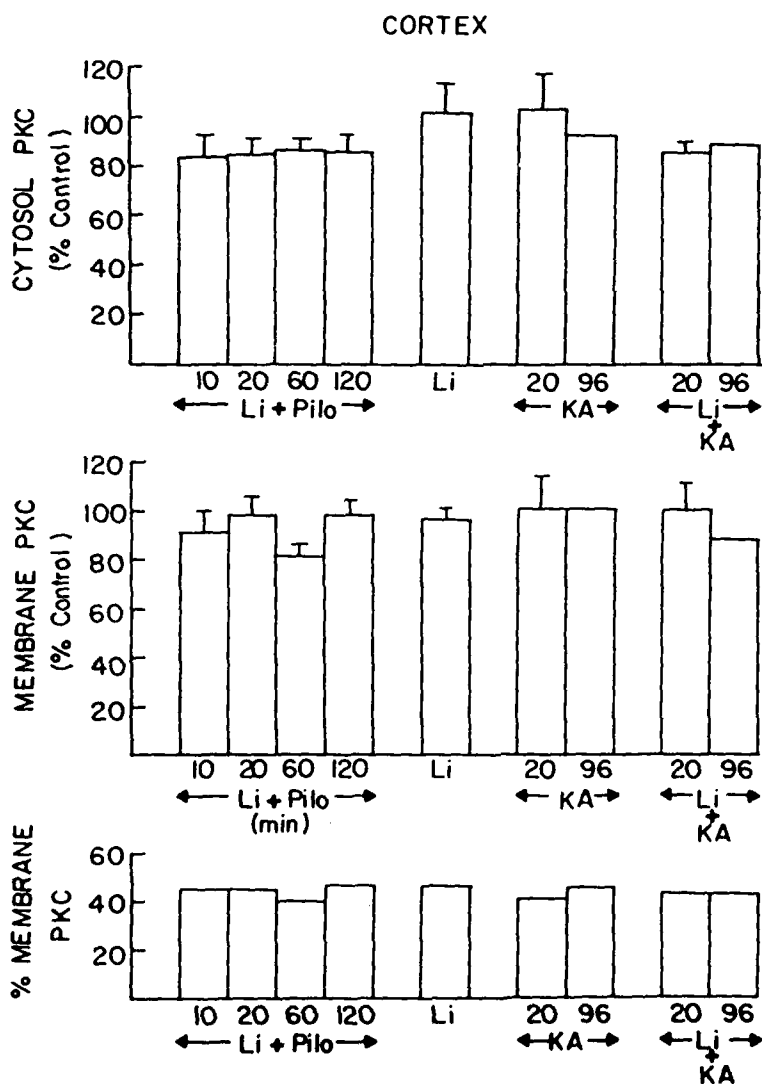 CORTEX
CYTOSOL PKC
(% Control)
120
100
80
60
40
20
10 20 60 120 Li 20 96 20 96
Li + Pilo KA Li
+
KA
MEMBRANE PKC
(% Control)
120
100
80
60
40
20
10 20 60 120 Li 20 96 20 96
Li + Pilo KA Li
(min) +
KA
% MEMBRANE
PKC
60
40
20
10 20 60 120 Li 20 96 20 96
Li + Pilo KA Li
+
KA